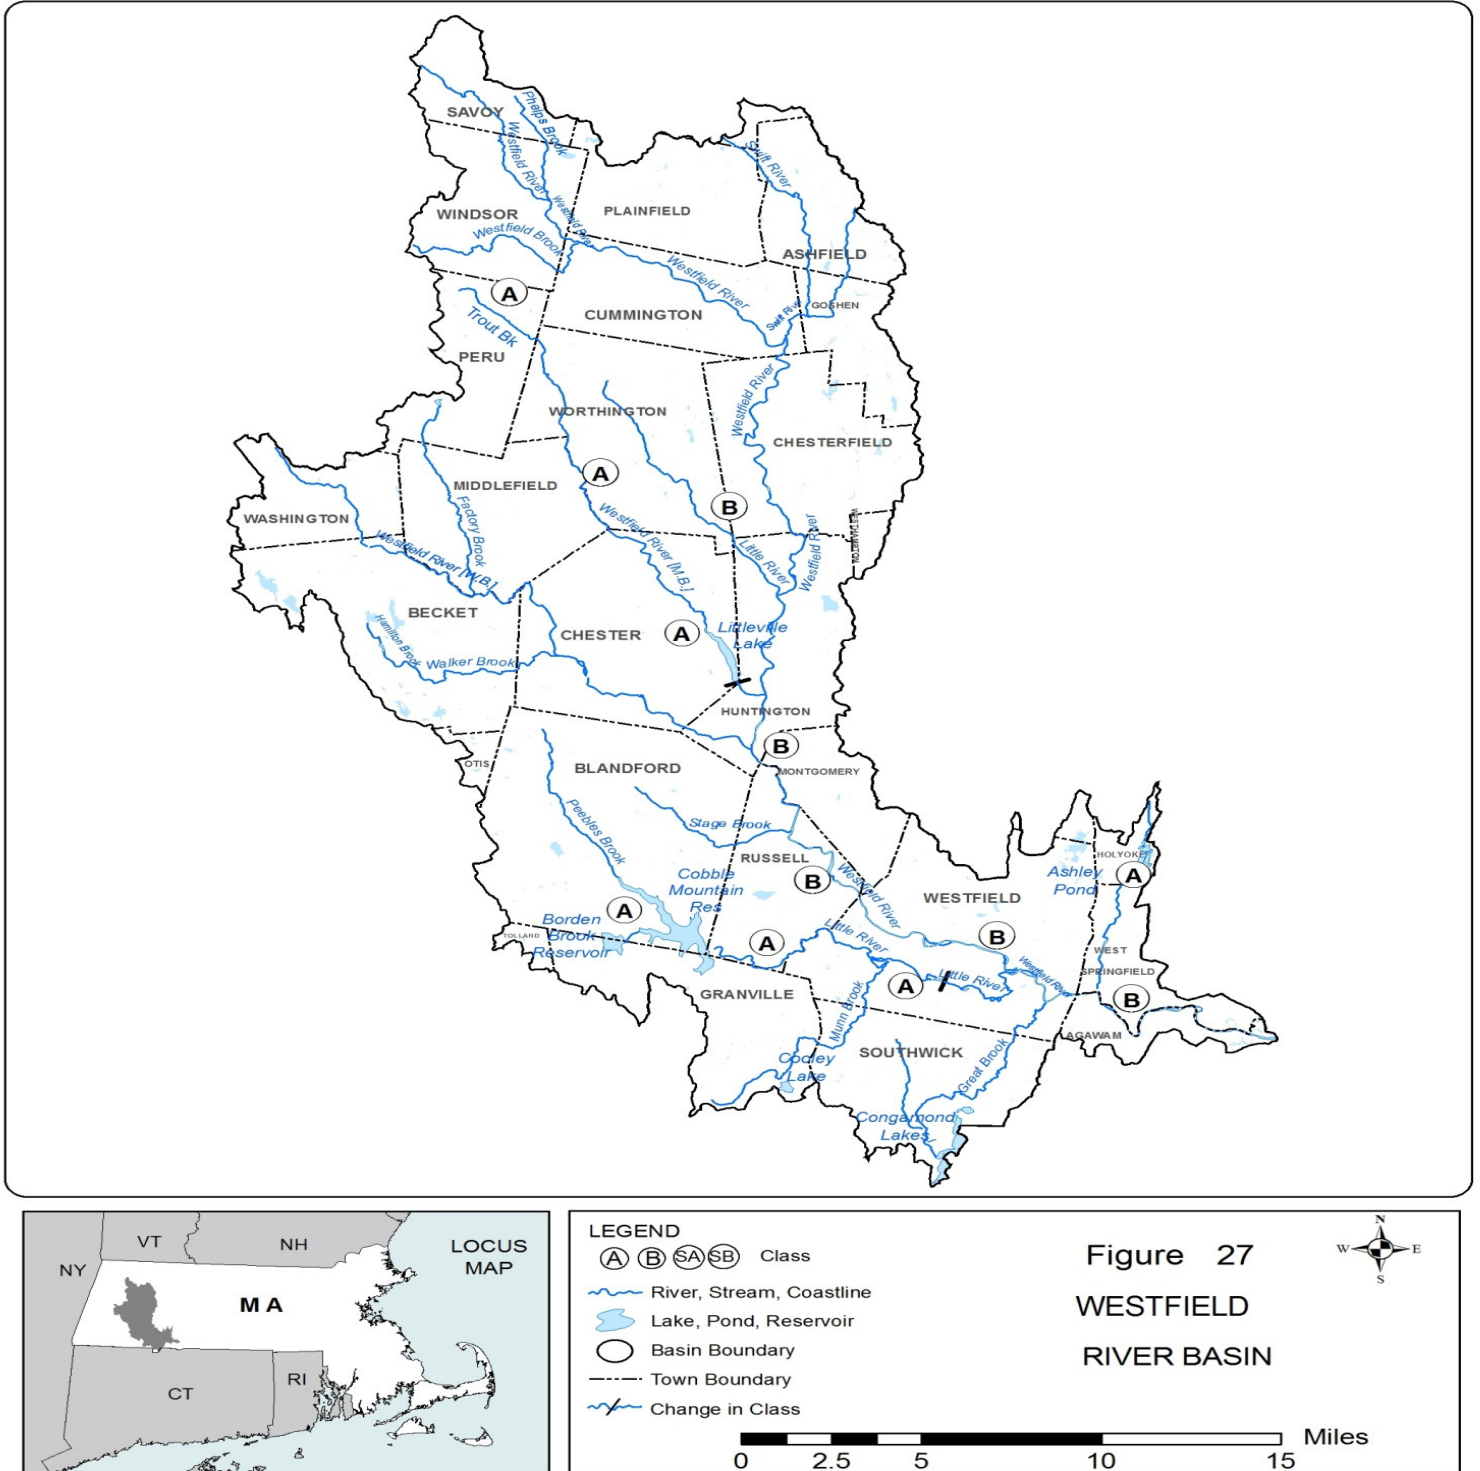 SAVOY
Phelps Brook
Westfield River
Swift River
WINDSOR
PLAINFIELD
Westfield River
Westfield Brook
ASHFIELD
Westfield River
A
CUMMINGTON
Swift River
GOSHEN
Trout Bk
PERU
Westfield River
WORTHINGTON
CHESTERFIELD
A
MIDDLEFIELD
B
Factory Brook
WASHINGTON
Westfield River [M.B.]
WESTHAMPTON
Westfield River [W.B.]
Little River
Westfield River
BECKET
Hamilton Brook
CHESTER
A
Littleville
Lake
Walker Brook
HUNTINGTON
B
OTIS
BLANDFORD
MONTGOMERY
Peebles Brook
Stage Brook
RUSSELL
B
Westfield River
Cobble
Mountain
Res
WESTFIELD
Ashley
Pond
HOLYOKE
A
A
Borden
Brook
Reservoir
TOLLAND
A
Little River
B
WEST
SPRINGFIELD
Westfield River
A
Little River
GRANVILLE
Munn Brook
B
AGAWAM
SOUTHWICK
Great Brook
Cooley
Lake
Congamond
Lakes
NY
VT
NH
LOCUS
MAP
MA
CT
RI
LEGEND
A B SA SB Class
River, Stream, Coastline
Lake, Pond, Reservoir
Basin Boundary
Town Boundary
Change in Class
Figure 27
WESTFIELD
RIVER BASIN
N
W E
S
0 2.5 5 10 15 Miles